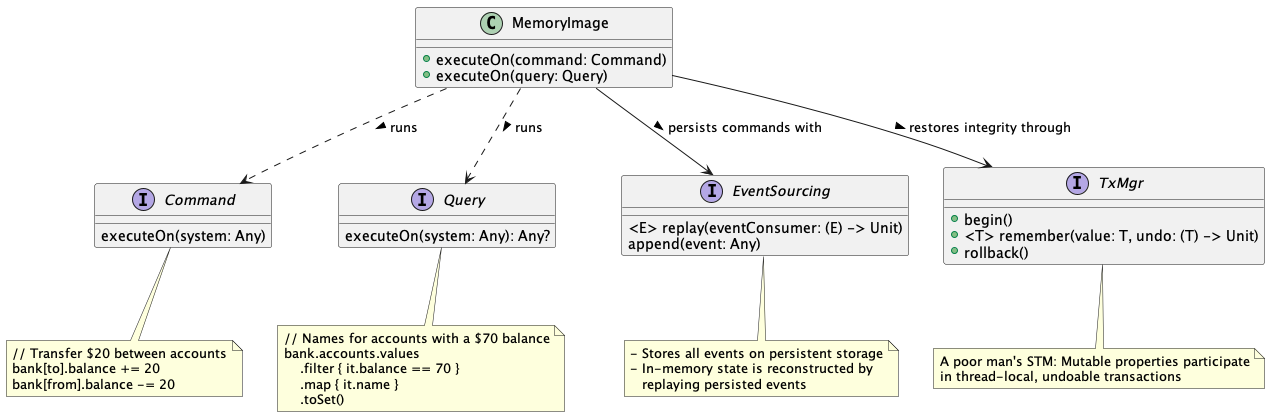 C MemoryImage
executeOn(command: Command)
executeOn(query: Query)
runs
runs
persists commands with
restores integrity through
I Command
executeOn(system: Any)
I Query
executeOn(system: Any): Any?
I EventSourcing
<E> replay(eventConsumer: (E) -> Unit)
append(event: Any)
I TxMgr
begin()
<T> remember(value: T, undo: (T) -> Unit)
rollback()
// Transfer $20 between accounts
bank[to].balance += 20
bank[from].balance -= 20
// Names for accounts with a $70 balance
bank.accounts.values
.filter { it.balance == 70 }
.map { it.name }
.toSet()
- Stores all events on persistent storage
- In-memory state is reconstructed by
replaying persisted events
A poor man's STM: Mutable properties participate
in thread-local, undoable transactions